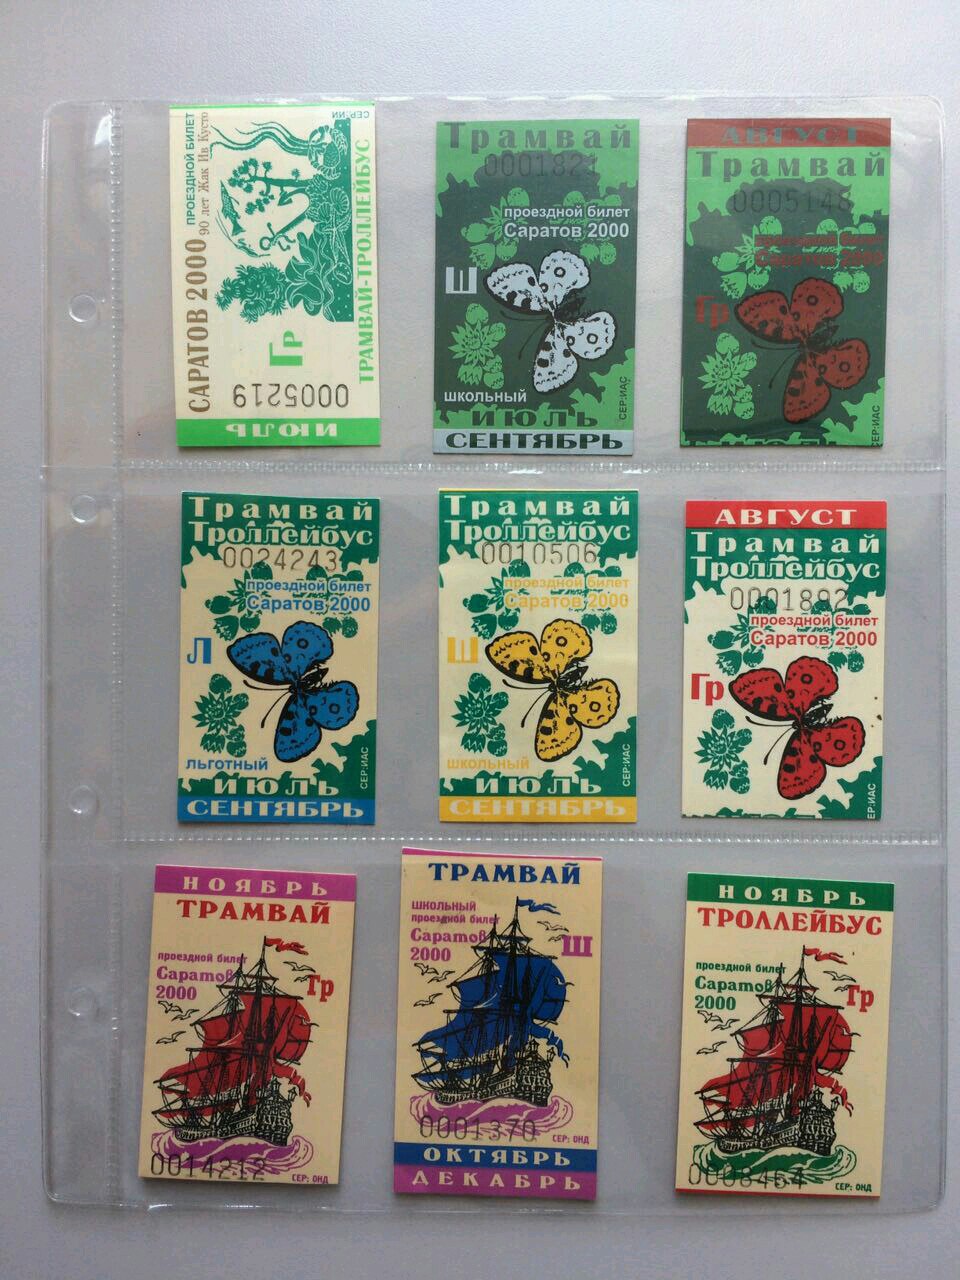 САРАТОВ 2000
ПРОЕЗДНОЙ БИЛЕТ
90 лет Жак Ив Кусто
Гр
ТРАМВАЙ-ТРОЛЛЕЙБУС
СЕР:ИИ
0005219
ИЮЛЬ
Трамвай
проездной билет
Саратов 2000
Ш
школьный
СЕР:ИАС
ИЮЛЬ
СЕНТЯБРЬ
АВГУСТ
Трамвай
0005148
проездной билет
Саратов 2000
Гр
СЕР:ИАС
Трамвай
Троллейбус
0024243
проездной билет
Саратов 2000
Л
льготный
СЕР:ИАС
ИЮЛЬ
СЕНТЯБРЬ
Трамвай
Троллейбус
0010506
проездной билет
Саратов 2000
Ш
школьный
СЕР:ИАС
ИЮЛЬ
СЕНТЯБРЬ
АВГУСТ
Трамвай
Троллейбус
0001892
проездной билет
Саратов 2000
Гр
СЕР:ИАС
НОЯБРЬ
ТРАМВАЙ
проездной билет
Саратов
2000
Гр
0014212
СЕР: ОНД
ТРАМВАЙ
ШКОЛЬНЫЙ
проездной билет
Саратов
2000
Ш
0001370
СЕР: ОНД
ОКТЯБРЬ
ДЕКАБРЬ
НОЯБРЬ
ТРОЛЛЕЙБУС
проездной билет
Саратов
2000
Гр
0008464
СЕР: ОНД